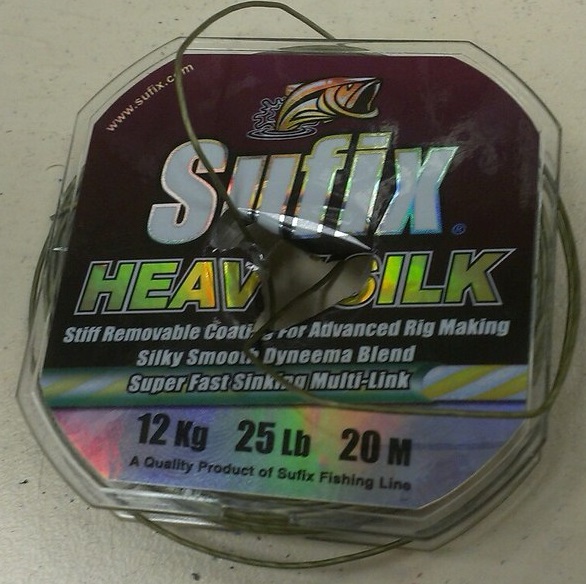 www.sufix.com
Sufix®
HEAVY SILK
Stiff Removable Coating For Advanced Rig Making
Silky Smooth Dyneema Blend
Super Fast Sinking Multi-Link
12 Kg 25 Lb 20 M
A Quality Product of Sufix Fishing Line